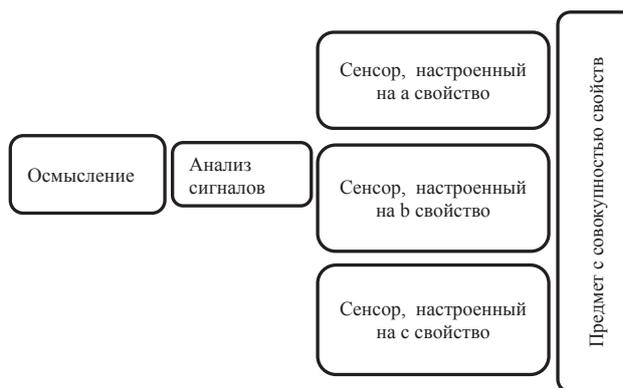 Осмысление
Анализ
сигналов
Сенсор, настроенный
на a свойство
Сенсор, настроенный
на b свойство
Сенсор, настроенный
на c свойство
Предмет с совокупностью свойств